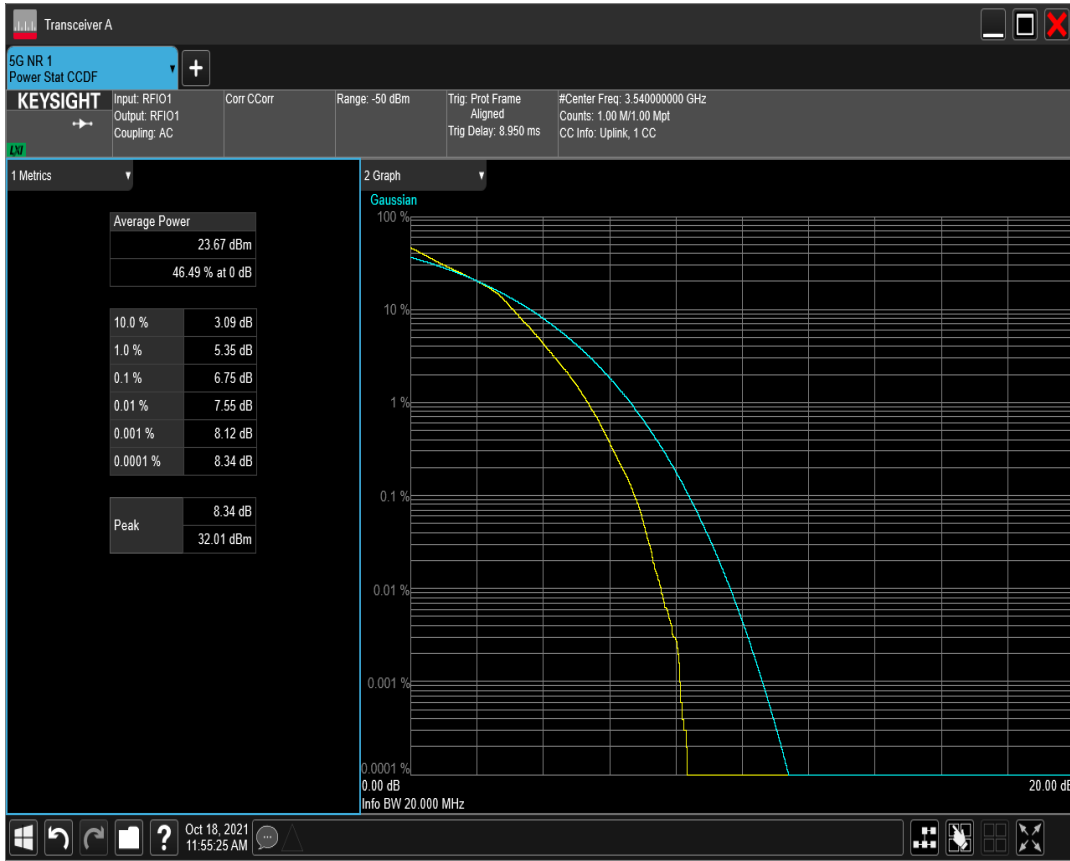 Transceiver A
5G NR 1
Power Stat CCDF
KEYSIGHT
LXI
Input: RFIO1
Output: RFIO1
Coupling: AC
Corr CCorr
Range: -50 dBm
Trig: Prot Frame
Aligned
Trig Delay: 8.950 ms
#Center Freq: 3.540000000 GHz
Counts: 1.00 M/1.00 Mpt
CC Info: Uplink, 1 CC
1 Metrics
Average Power
23.67 dBm
46.49 % at 0 dB
10.0 % 3.09 dB
1.0 % 5.35 dB
0.1 % 6.75 dB
0.01 % 7.55 dB
0.001 % 8.12 dB
0.0001 % 8.34 dB
Peak
8.34 dB
32.01 dBm
2 Graph
Gaussian
100 %
10 %
1 %
0.1 %
0.01 %
0.001 %
0.0001 %
0.00 dB 20.00 dB
Info BW 20.000 MHz
?
Oct 18, 2021
11:55:25 AM